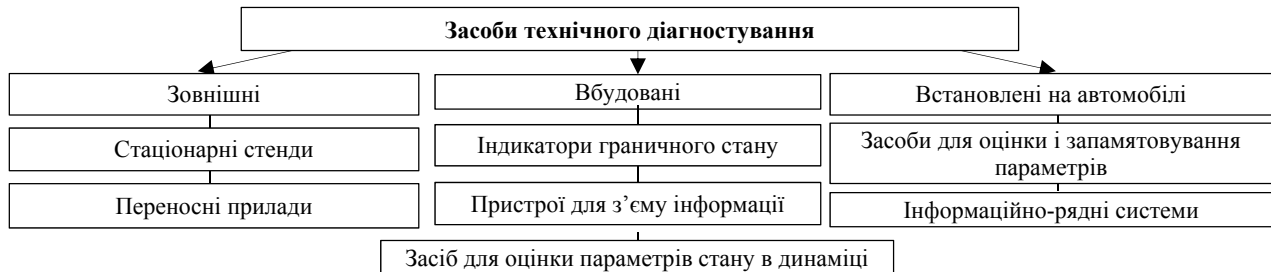 Засоби технічного діагностування
Зовнішні
Вбудовані
Встановлені на автомобілі
Стаціонарні стенди
Індикатори граничного стану
Засоби для оцінки і запамятовування
параметрів
Переносні прилади
Пристрої для з’єму інформації
Інформаційно-рядні системи
Засіб для оцінки параметрів стану в динаміці